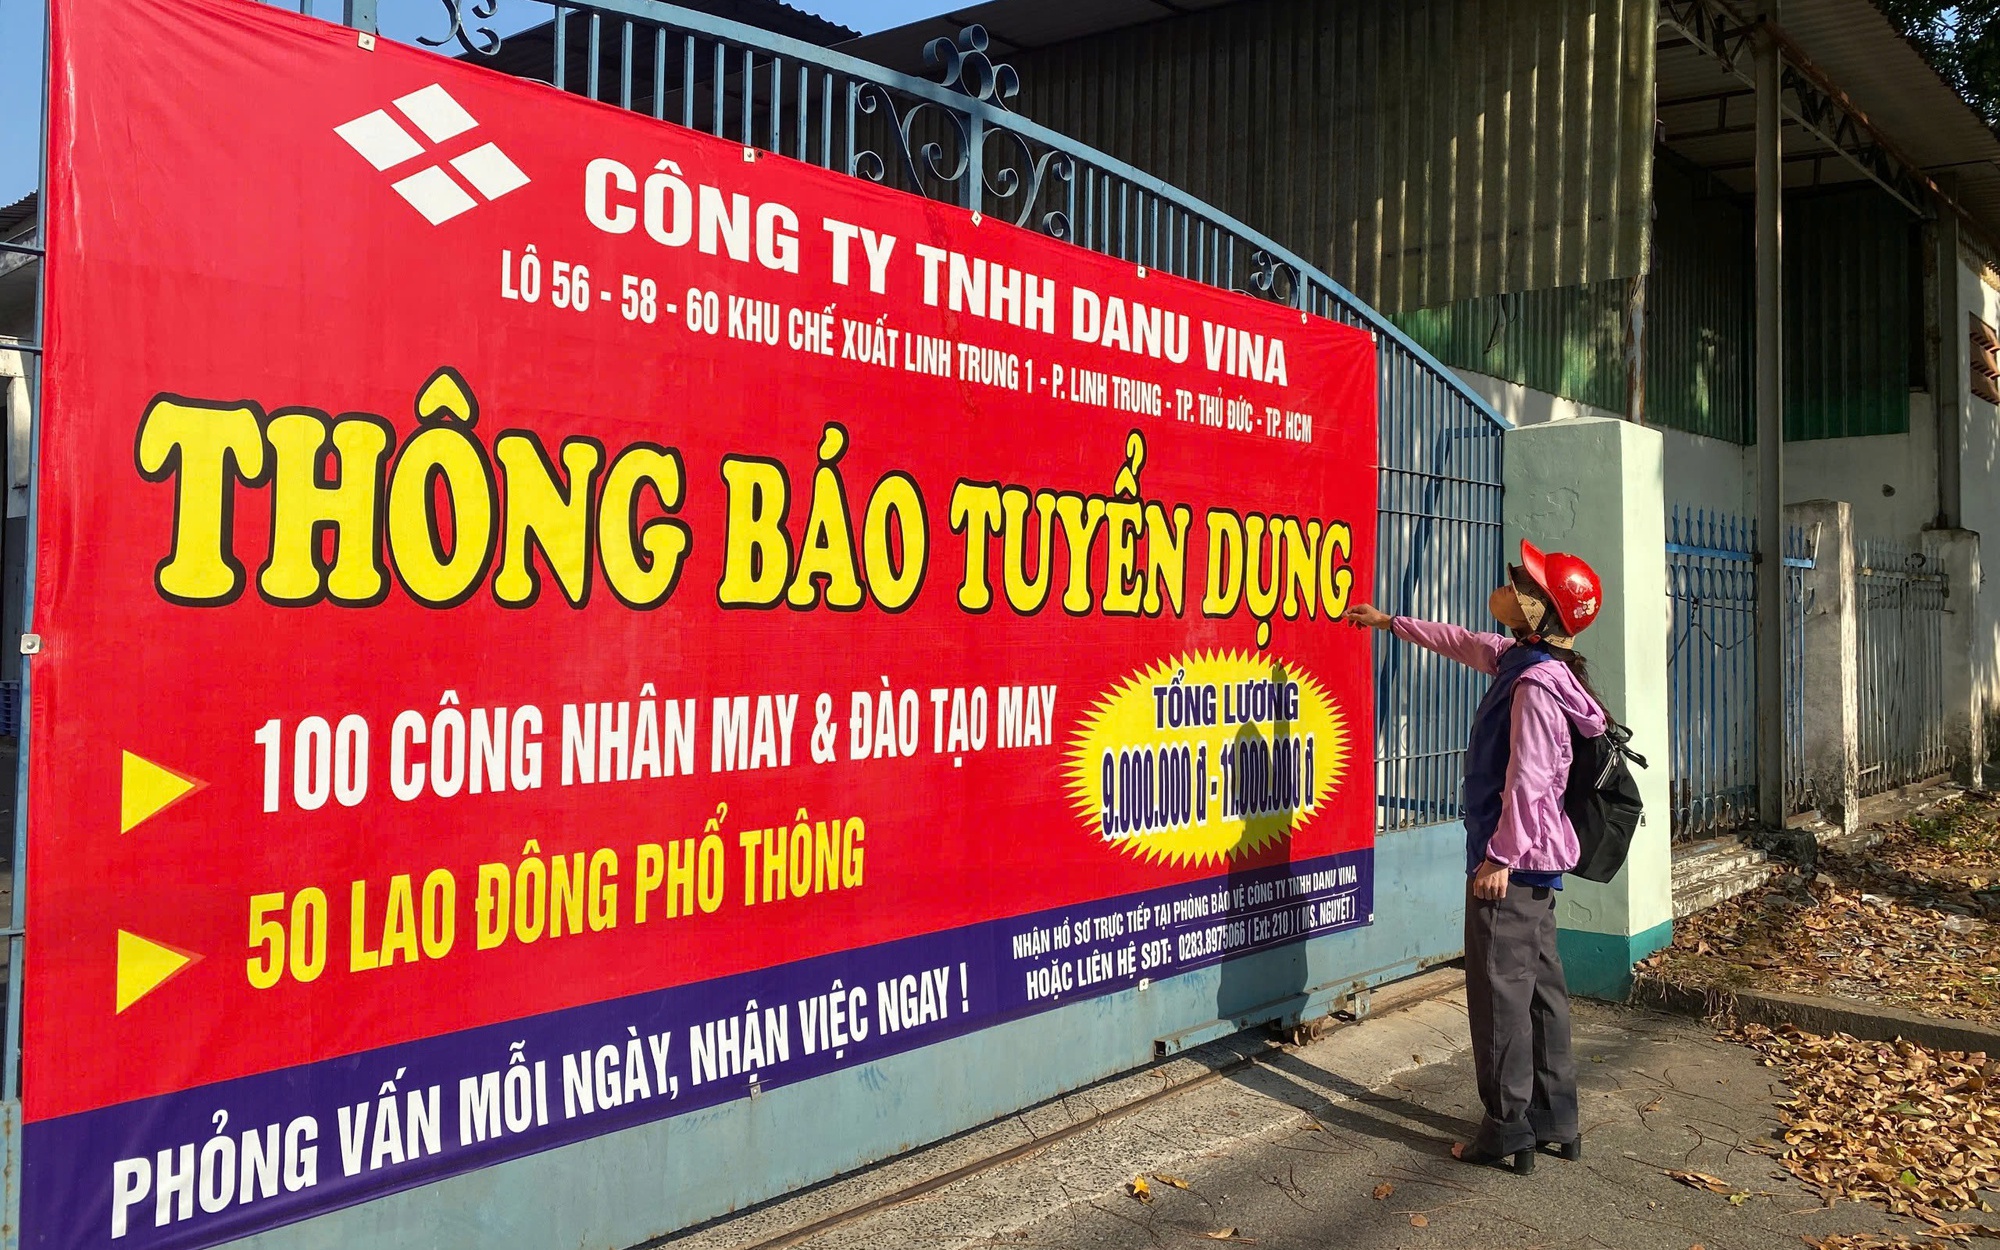 CÔNG TY TNHH DANU VINA
LÔ 56 - 58 - 60 KHU CHẾ XUẤT LINH TRUNG 1 - P. LINH TRUNG - TP. THỦ ĐỨC - TP. HCM
THÔNG BÁO TUYỂN DỤNG
100 CÔNG NHÂN MAY & ĐÀO TẠO MAY
50 LAO ĐỘNG PHỔ THÔNG
TỔNG LƯƠNG
9.000.000 đ - 11.000.000 đ
PHỎNG VẤN MỖI NGÀY, NHẬN VIỆC NGAY !
NHẬN HỒ SƠ TRỰC TIẾP TẠI PHÒNG BẢO VỆ CÔNG TY TNHH DANU VINA
HOẶC LIÊN HỆ SĐT: 0283.8975066 ( Ext: 210 ) ( MS. NGUYỆT )